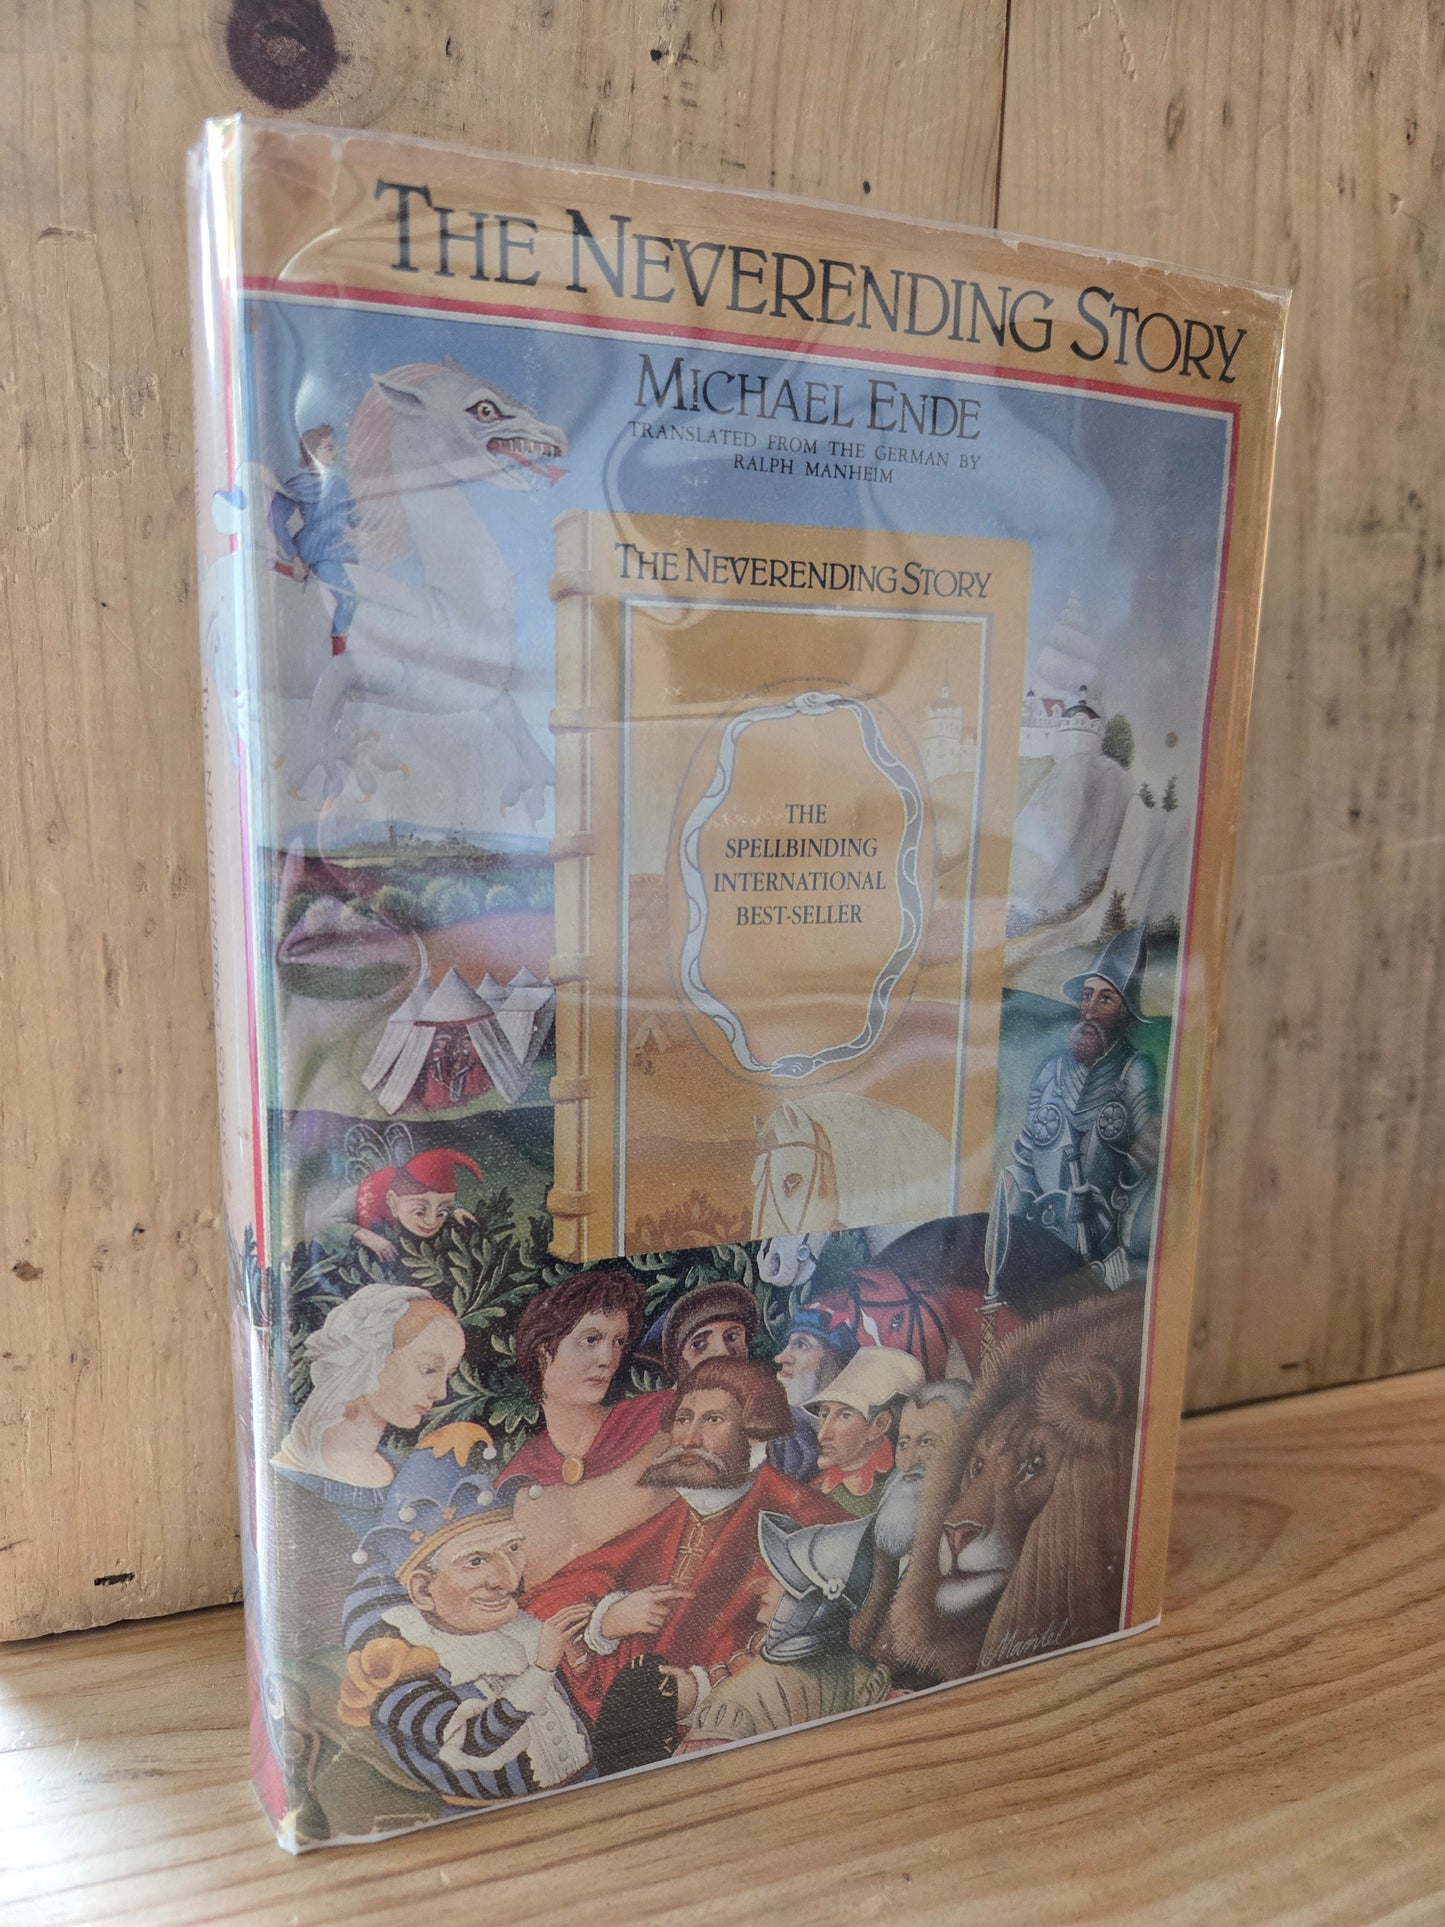 THE NEVERENDING STORY
MICHAEL ENDE
TRANSLATED FROM THE GERMAN BY
RALPH MANHEIM
THE NEVERENDING STORY
THE
SPELLBINDING
INTERNATIONAL
BEST-SELLER